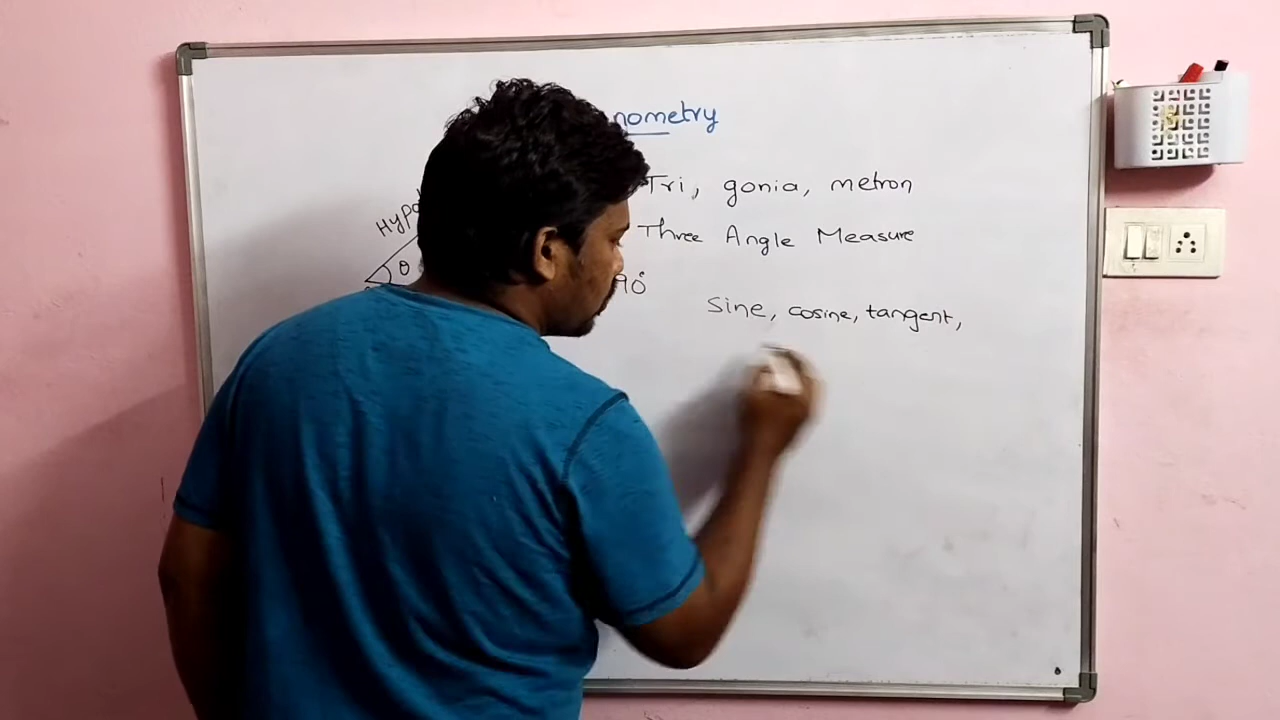 nometry
Tri, gonia, metron
Three Angle Measure
θ
90°
Sine, cosine, tangent,